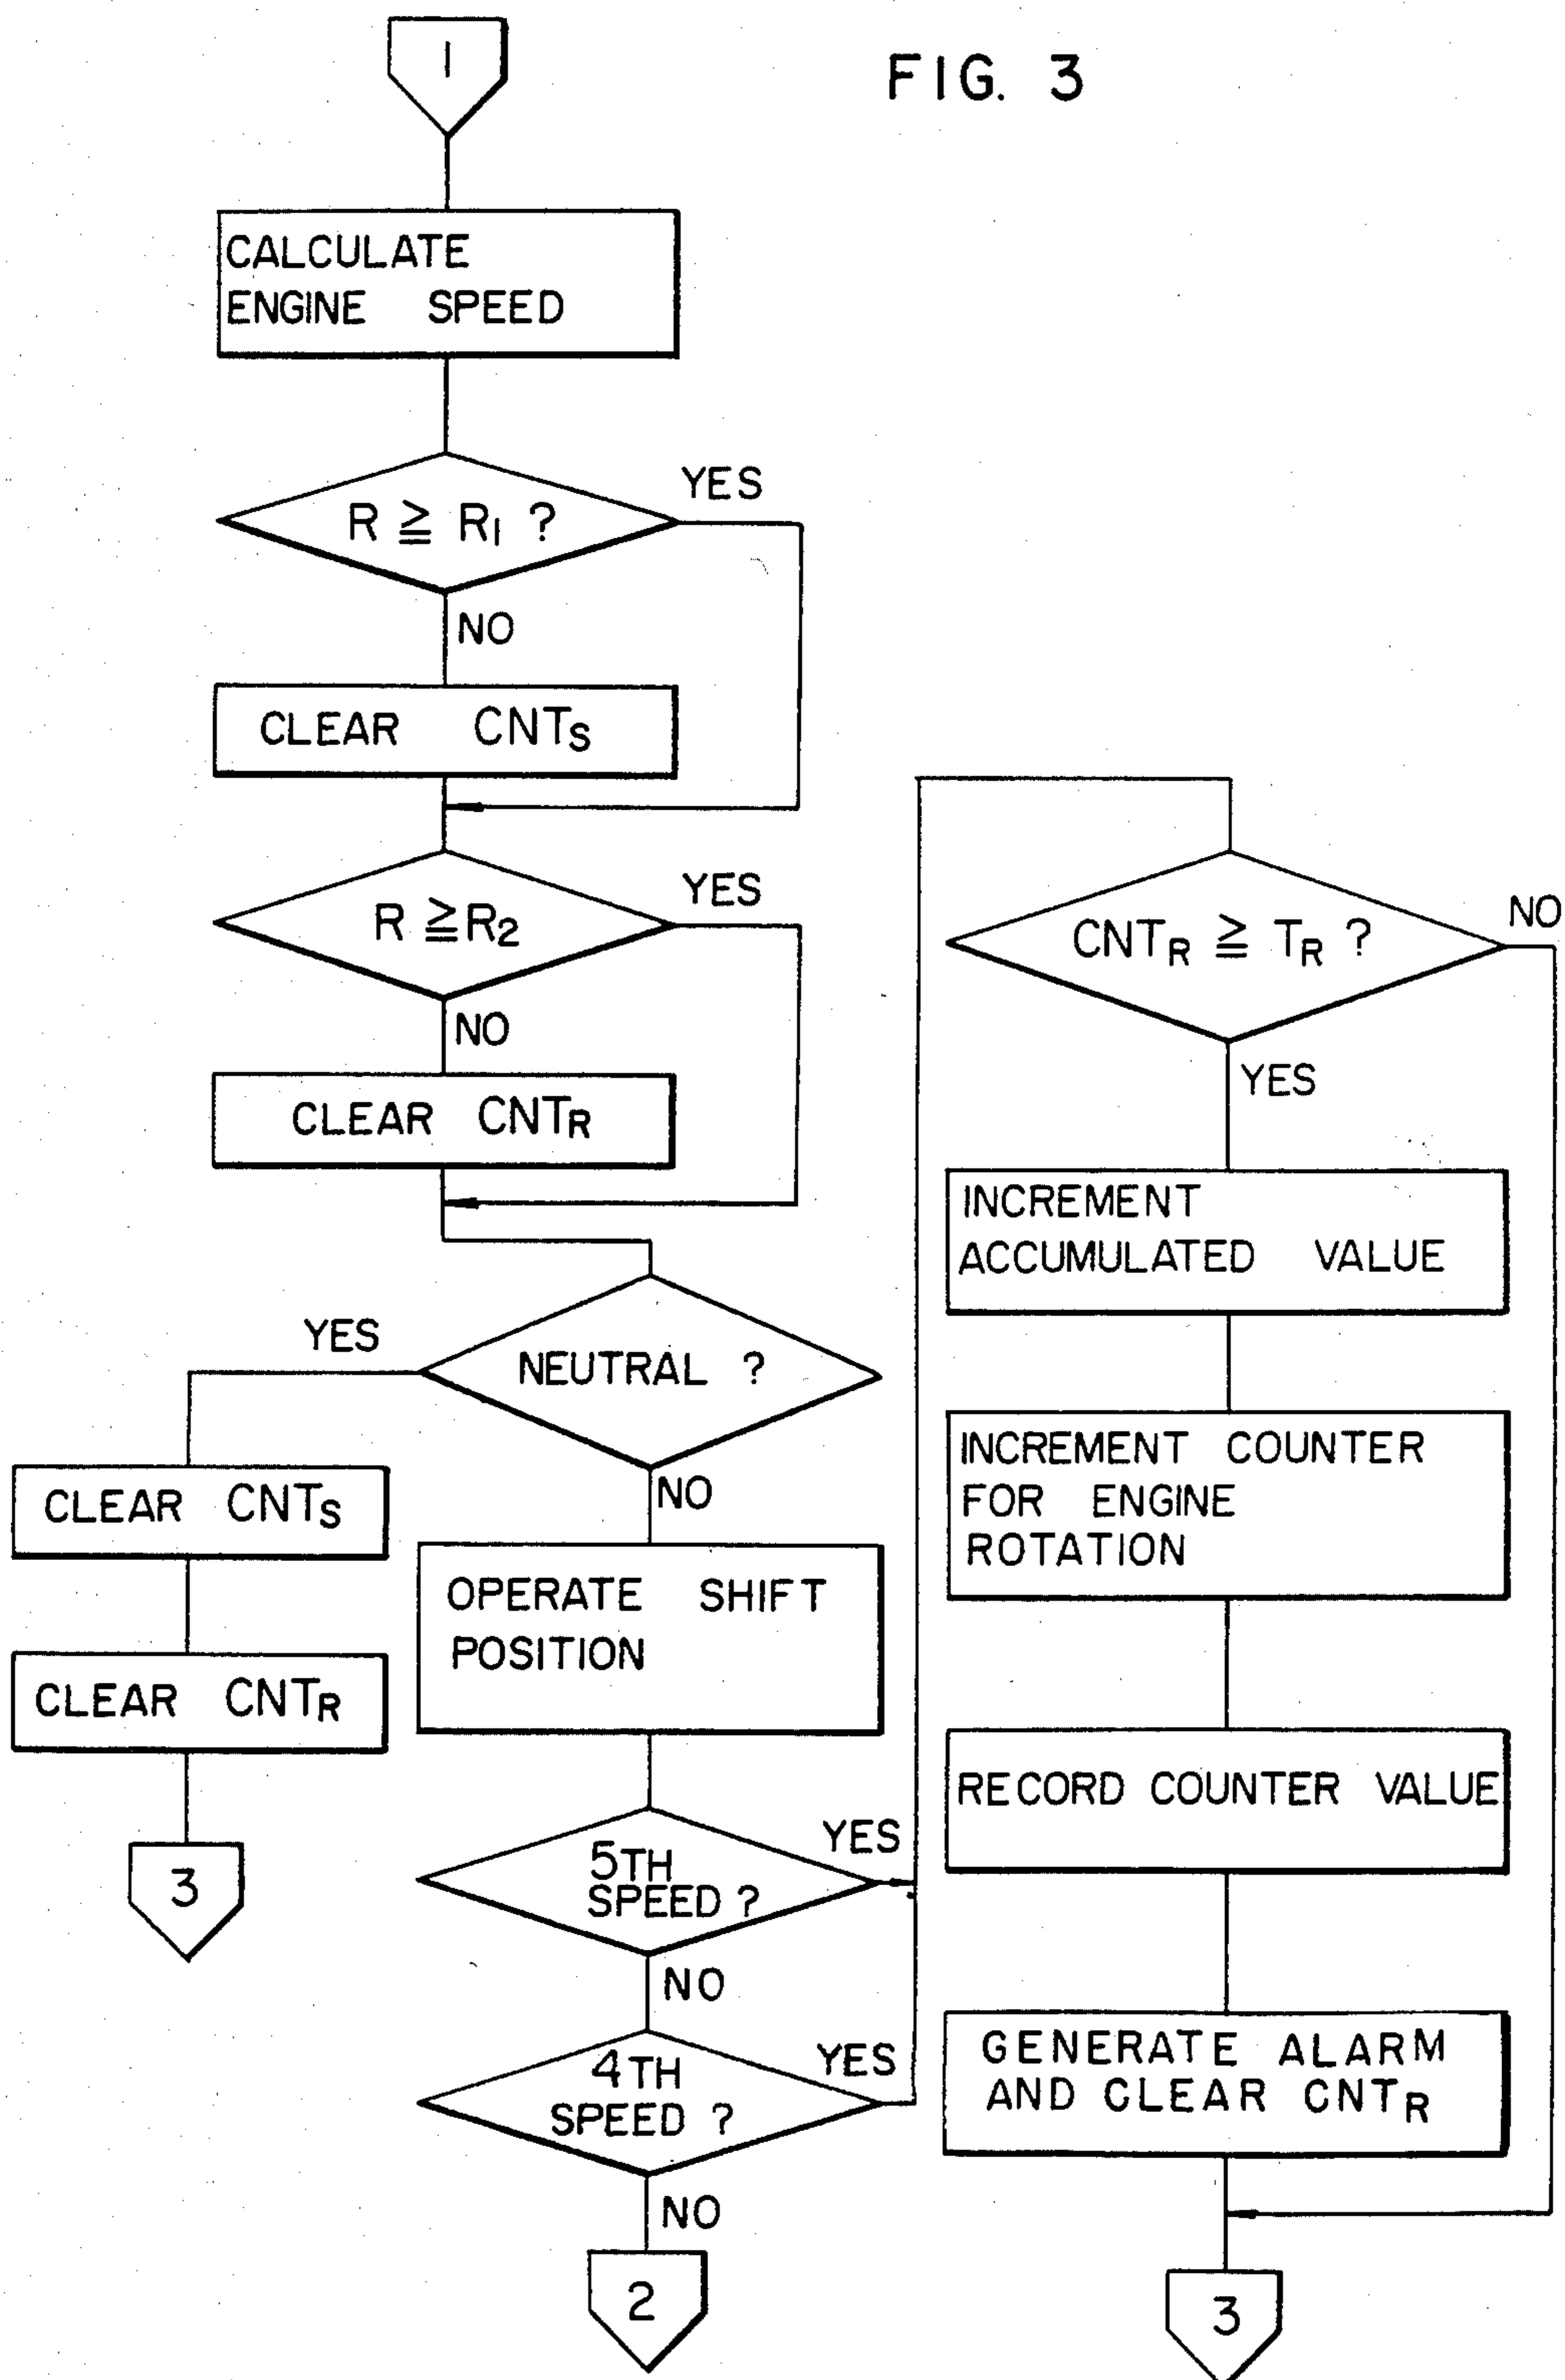 FIG. 3
1
CALCULATE
ENGINE SPEED
R ≧ R1 ?
YES
NO
CLEAR CNTS
R ≧ R2
YES
NO
CLEAR CNTR
NEUTRAL ?
YES
NO
CLEAR CNTS
CLEAR CNTR
3
OPERATE SHIFT
POSITION
5TH
SPEED ?
YES
NO
4TH
SPEED ?
YES
NO
2
CNTR ≧ TR ?
NO
YES
INCREMENT
ACCUMULATED VALUE
INCREMENT COUNTER
FOR ENGINE
ROTATION
RECORD COUNTER VALUE
GENERATE ALARM
AND CLEAR CNTR
3